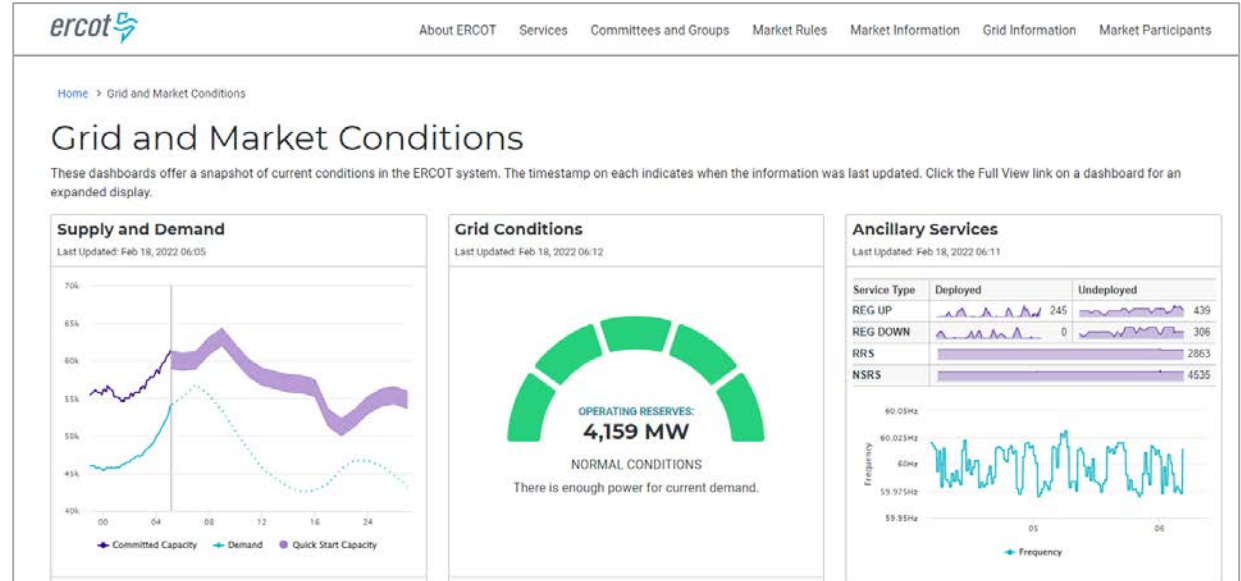 ercot
About ERCOT Services Committees and Groups Market Rules Market Information Grid Information Market Participants
Home > Grid and Market Conditions
Grid and Market Conditions
These dashboards offer a snapshot of current conditions in the ERCOT system. The timestamp on each indicates when the information was last updated. Click the Full View link on a dashboard for an
expanded display.
Supply and Demand
Last Updated: Feb 18, 2022 06:05
70k
65k
60k
55k
50k
45k
40k
00 04 08 12 16 24
Committed Capacity Demand Quick Start Capacity
Grid Conditions
Last Updated: Feb 18, 2022 06:12
OPERATING RESERVES:
4,159 MW
NORMAL CONDITIONS
There is enough power for current demand.
Ancillary Services
Last Updated: Feb 18, 2022 06:11
Service Type Deployed Undeployed
REG UP 245 439
REG DOWN 0 306
RRS 2863
NSRS 4535
60.05Hz
60.025Hz
60Hz
59.975Hz
59.95Hz
Frequency
05 06
Frequency